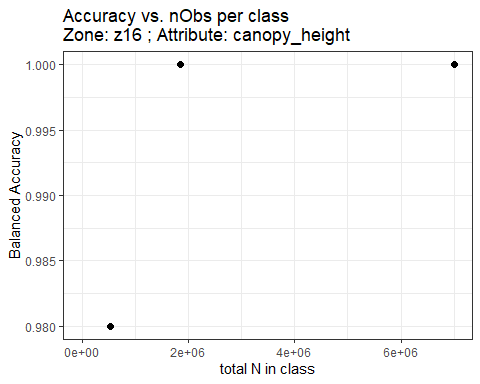 Accuracy vs. nObs per class
Zone: z16 ; Attribute: canopy_height
1.000
0.995
0.990
0.985
0.980
Balanced Accuracy
0e+00
2e+06
4e+06
6e+06
total N in class